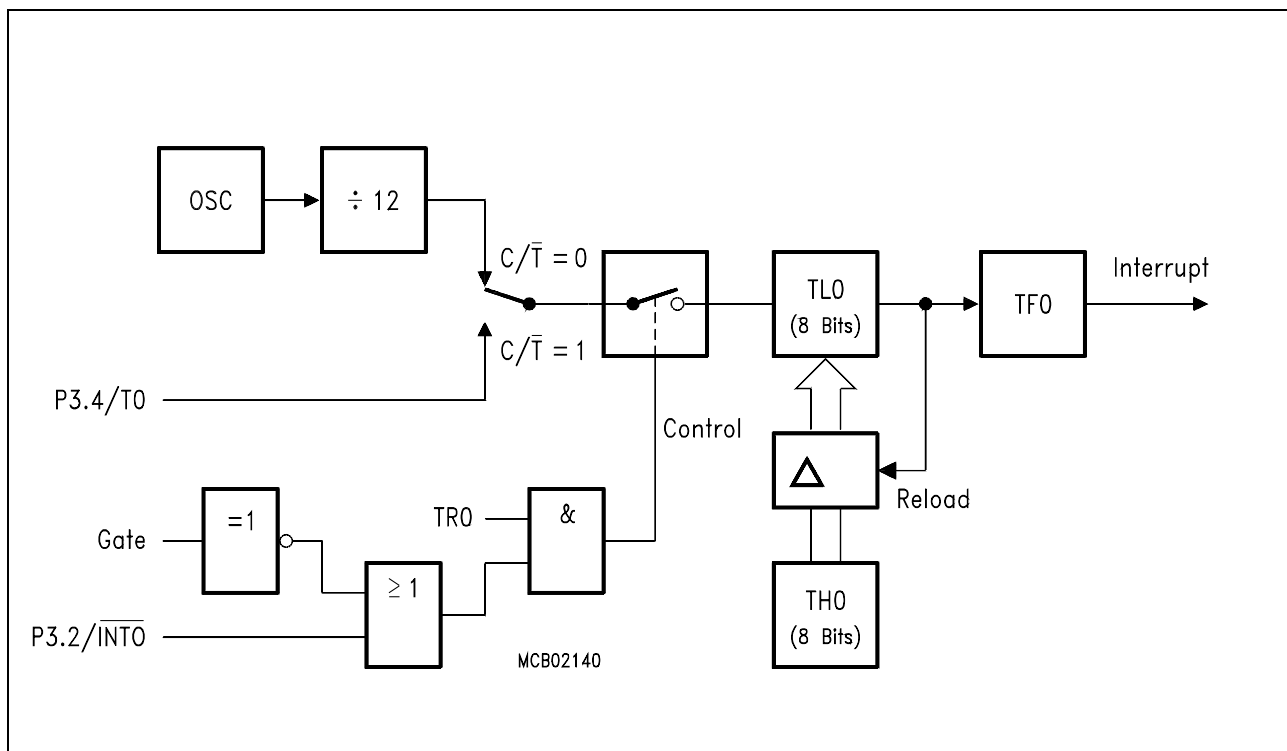 OSC
÷ 12
C/T̅ = 0
C/T̅ = 1
P3.4/T0
Control
TL0
(8 Bits)
TF0
Interrupt
Reload
TH0
(8 Bits)
Gate
=1
TR0
&
≥ 1
P3.2/I̅N̅T̅0̅
MCB02140